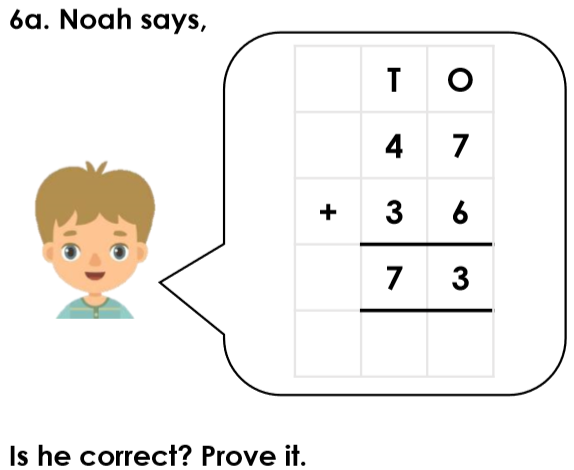 6a. Noah says,
T O
4 7
+ 3 6
7 3
Is he correct? Prove it.